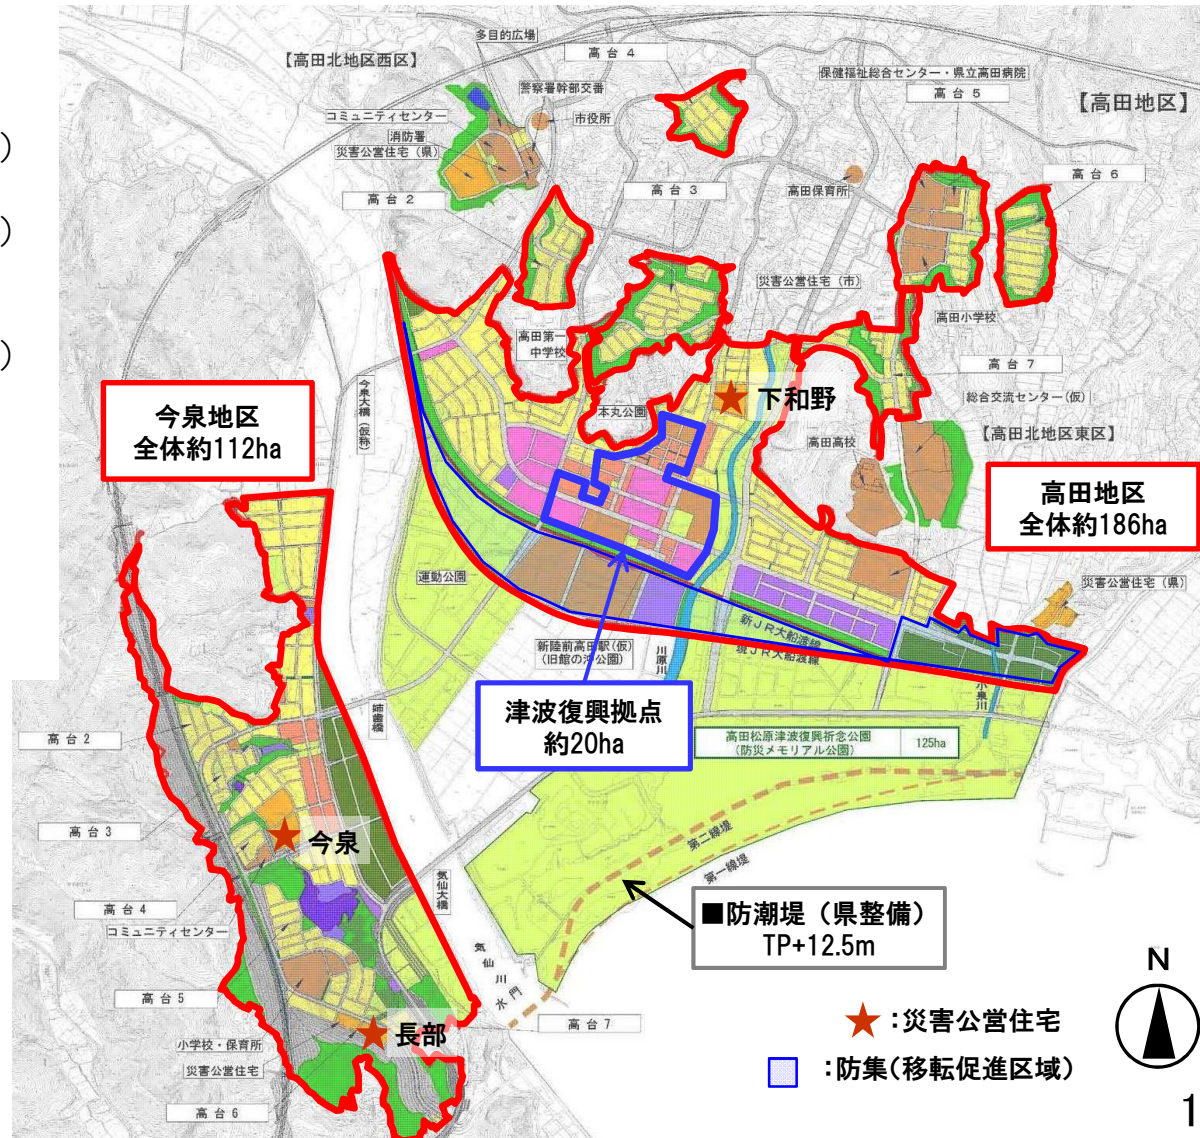 )
)
)
多目的広場
高台4
【高田北地区西区】
保健福祉総合センター・県立高田病院
警察署幹部交番
高台5
【高田地区】
コミュニティセンター
市役所
消防署
災害公営住宅(県)
高台3
高田保育所
高台6
高台2
災害公営住宅(市)
高田小学校
高田第一
中学校
高台7
今泉地区
全体約112ha
今泉大橋(仮称)
下和野
本丸公園
総合交流センター(仮)
高田高校
【高田北地区東区】
高田地区
全体約186ha
運動公園
災害公営住宅(県)
新JR大船渡線
現JR大船渡線
新陸前高田駅(仮)
(旧館の沖公園)
川原川
小泉川
姉歯橋
津波復興拠点
約20ha
高田松原津波復興祈念公園
(防災メモリアル公園)
125ha
高台2
高台3
今泉
第二線堤
第一線堤
気仙大橋
高台4
コミュニティセンター
■防潮堤(県整備)
TP+12.5m
気仙川
水門
高台5
高台7
長部
小学校・保育所
災害公営住宅
高台6
★:災害公営住宅
:防集(移転促進区域)
N
1